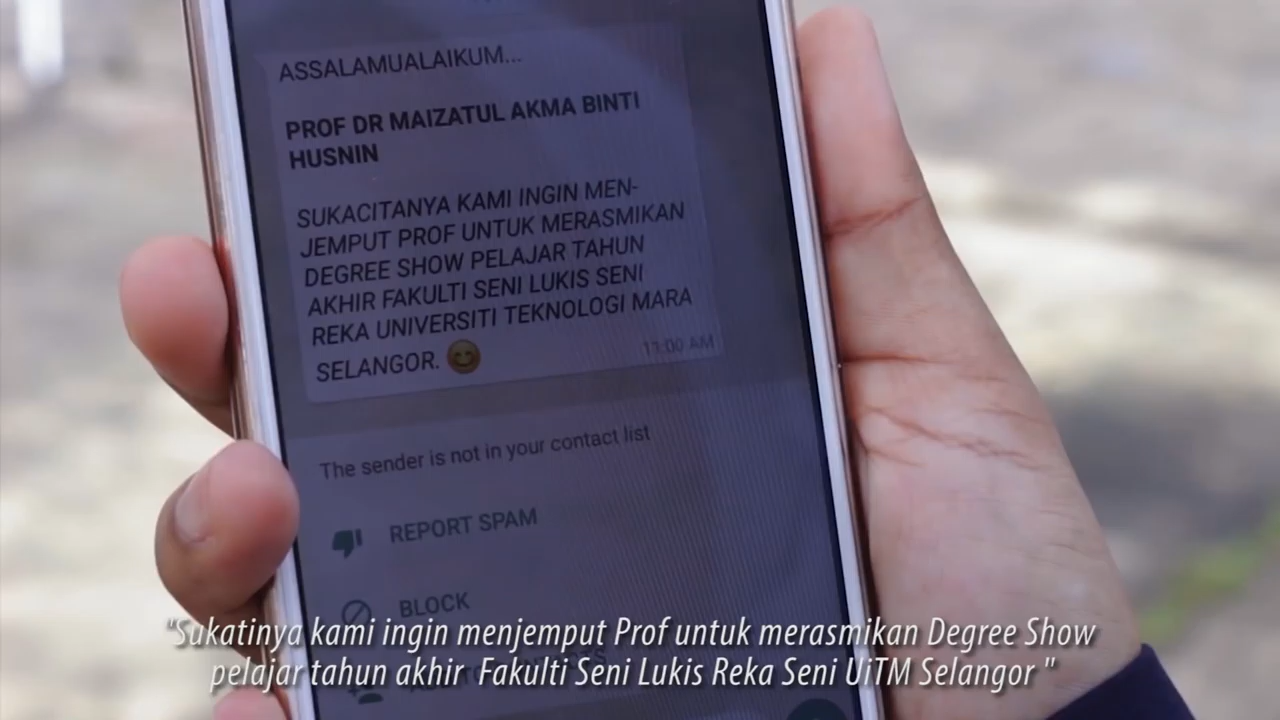 ASSALAMUALAIKUM...
PROF DR MAIZATUL AKMA BINTI
HUSNIN
SUKACITANYA KAMI INGIN MEN-
JEMPUT PROF UNTUK MERASMIKAN
DEGREE SHOW PELAJAR TAHUN
AKHIR FAKULTI SENI LUKIS SENI
REKA UNIVERSITI TEKNOLOGI MARA
SELANGOR. 😊
11:00 AM
The sender is not in your contact list
REPORT SPAM
BLOCK
"Sukatinya kami ingin menjemput Prof untuk merasmikan Degree Show
pelajar tahun akhir Fakulti Seni Lukis Reka Seni UiTM Selangor "